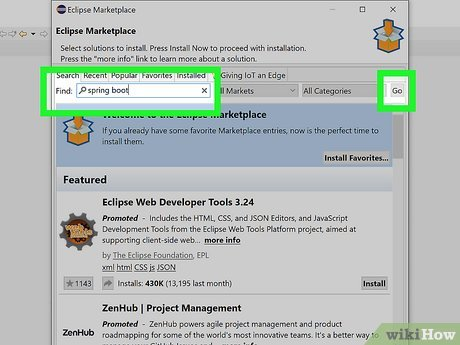 Eclipse Marketplace
Eclipse Marketplace
Select solutions to install. Press Install Now to proceed with installation.
Press the "more info" link to learn more about a solution.
Search Recent Popular Favorites Installed Giving IoT an Edge
Find: spring boot All Categories Go
Welcome to the Eclipse Marketplace
If you already have some favorite Marketplace entries, now is the perfect time to
install them.
Install Favorites...
Featured
Eclipse Web Developer Tools 3.24
Promoted - Includes the HTML, CSS, and JSON Editors, and JavaScript
Development Tools from the Eclipse Web Tools Platform project, aimed at
supporting client-side web... more info
by The Eclipse Foundation, EPL
xml html CSS js JSON
1143 Installs: 430K (13,195 last month) Install
ZenHub | Project Management
Promoted - ZenHub powers agile project management and product
roadmapping for some of the world's most innovative teams. It's a better way to
ZenHub
wikiHow